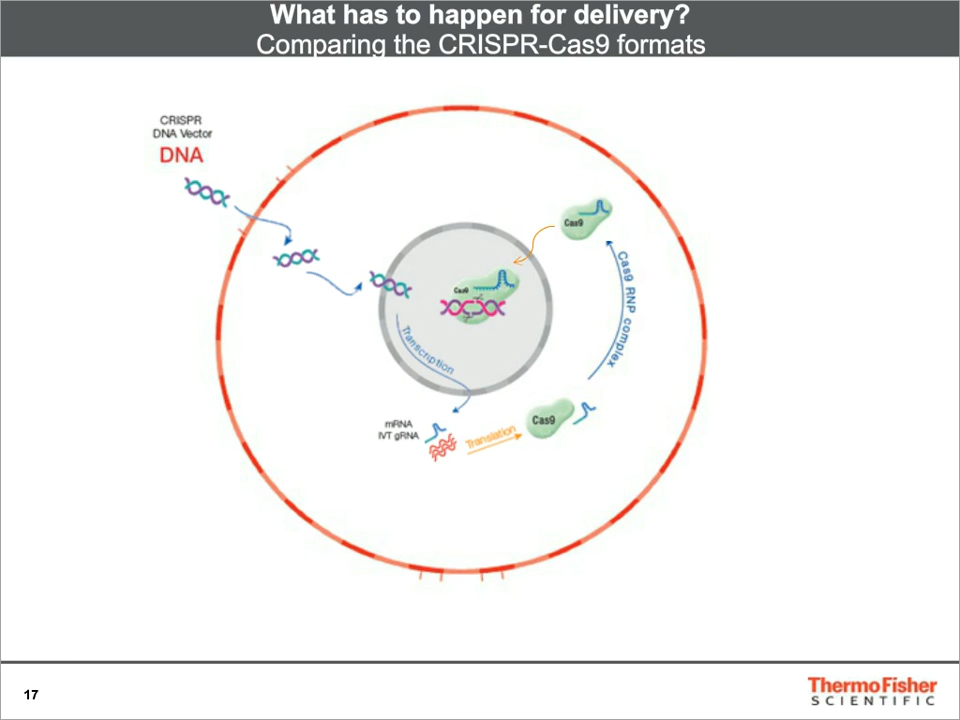 What has to happen for delivery?
Comparing the CRISPR-Cas9 formats
CRISPR
DNA Vector
DNA
Cas9
Cas9
Cas9 RNP complex
Transcription
mRNA
IVT gRNA
Translation
Cas9
17
ThermoFisher
SCIENTIFIC